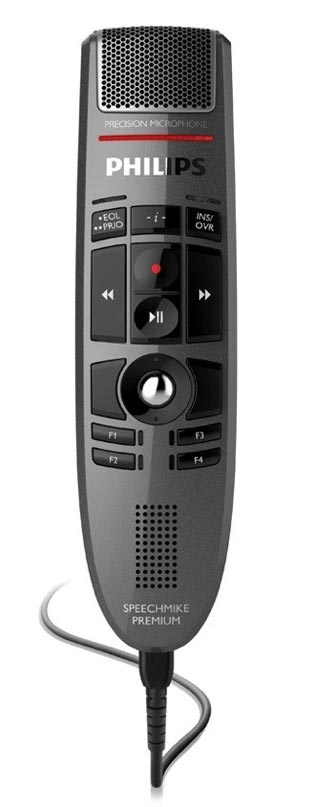 PRECISION MICROPHONE
PHILIPS
•EOL
••PRIO
-i-
INS/
OVR
F1
F3
F2
F4
SPEECHMIKE
PREMIUM